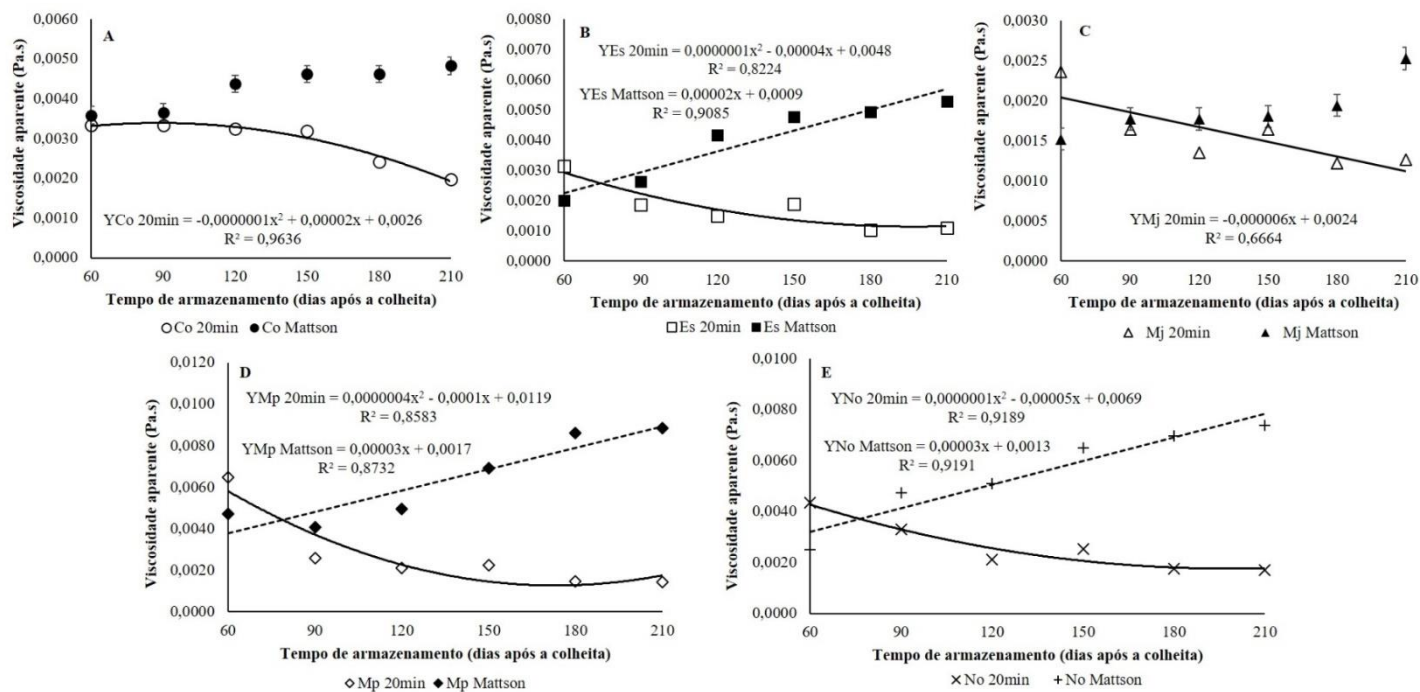 A
Viscosidade aparente (Pa.s)
0,0060
0,0050
0,0040
0,0030
0,0020
0,0010
0,0000
YCo 20min = -0,0000001x² + 0,00002x + 0,0026
R² = 0,9636
60 90 120 150 180 210
Tempo de armazenamento (dias após a colheita)
Co 20min Co Mattson
B
Viscosidade aparente (Pa.s)
0,0080
0,0070
0,0060
0,0050
0,0040
0,0030
0,0020
0,0010
0,0000
YEs 20min = 0,0000001x² - 0,00004x + 0,0048
R² = 0,8224
YEs Mattson = 0,00002x + 0,0009
R² = 0,9085
60 90 120 150 180 210
Tempo de armazenamento (dias após a colheita)
Es 20min Es Mattson
C
Viscosidade aparente (Pa.s)
0,0030
0,0025
0,0020
0,0015
0,0010
0,0005
0,0000
YMj 20min = -0,000006x + 0,0024
R² = 0,6664
60 90 120 150 180 210
Tempo de armazenamento (dias após a colheita)
Mj 20min Mj Mattson
D
Viscosidade aparente (Pa.s)
0,0120
0,0100
0,0080
0,0060
0,0040
0,0020
0,0000
YMp 20min = 0,0000004x² - 0,0001x + 0,0119
R² = 0,8583
YMp Mattson = 0,00003x + 0,0017
R² = 0,8732
60 90 120 150 180 210
Tempo de armazenamento (dias após a colheita)
Mp 20min Mp Mattson
E
Viscosidade aparente (Pa.s)
0,0100
0,0080
0,0060
0,0040
0,0020
0,0000
YNo 20min = 0,0000001x² - 0,00005x + 0,0069
R² = 0,9189
YNo Mattson = 0,00003x + 0,0013
R² = 0,9191
60 90 120 150 180 210
Tempo de armazenamento (dias após a colheita)
No 20min No Mattson